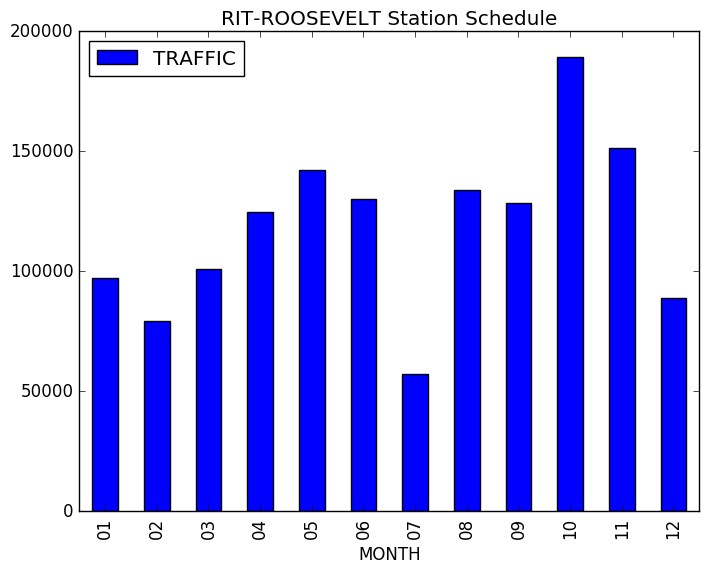 RIT-ROOSEVELT Station Schedule
TRAFFIC
200000
150000
100000
50000
0
01 02 03 04 05 06 07 08 09 10 11 12
MONTH